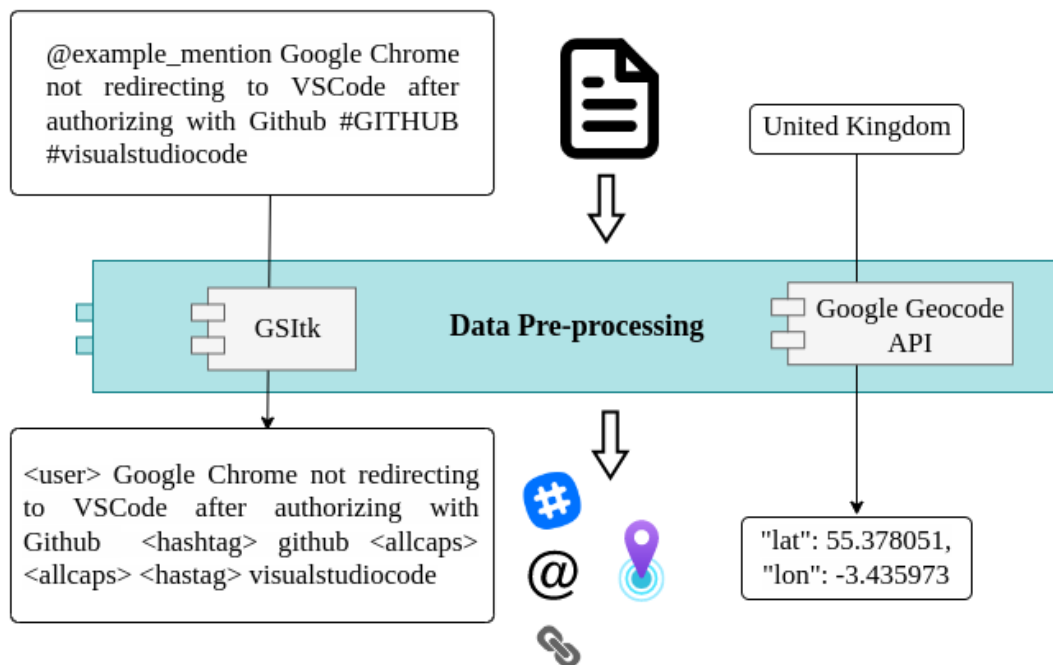 @example_mention Google Chrome
not redirecting to VSCode after
authorizing with Github #GITHUB
#visualstudiocode
United Kingdom
GSItk
Data Pre-processing
Google Geocode
API
<user> Google Chrome not redirecting
to VSCode after authorizing with
Github <hashtag> github <allcaps>
<allcaps> <hastag> visualstudiocode
"lat": 55.378051,
"lon": -3.435973